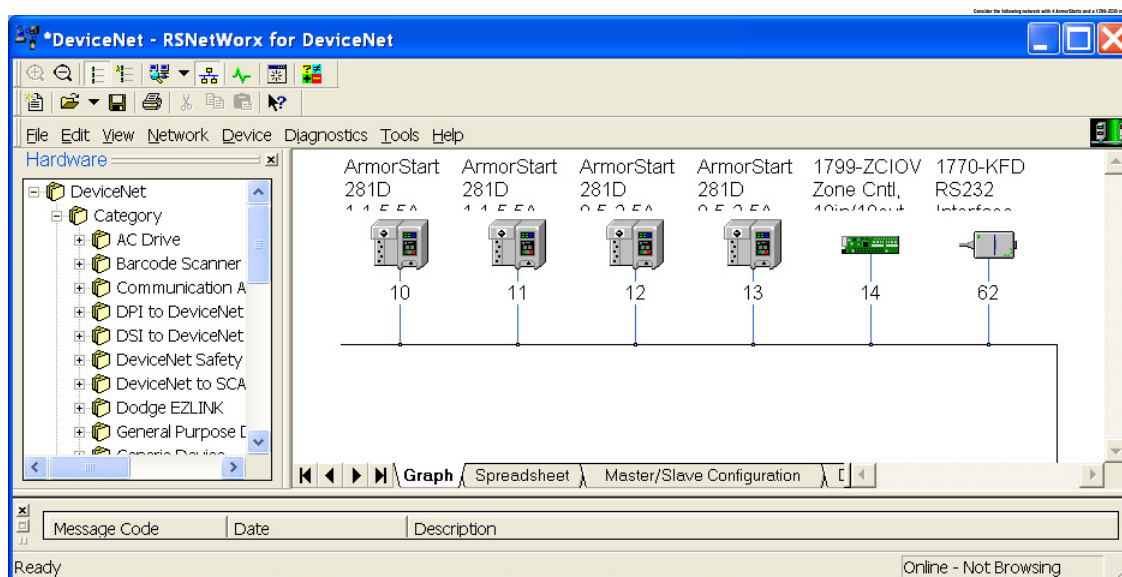 Consider the following network with 4 ArmorStarts and a 1799-ZCIO
*DeviceNet - RSNetWorx for DeviceNet
File Edit View Network Device Diagnostics Tools Help
Hardware
DeviceNet
Category
AC Drive
Barcode Scanner
Communication A
DPI to DeviceNet
DSI to DeviceNet
DeviceNet Safety
DeviceNet to SCA
Dodge EZLINK
General Purpose D
Generic Device
ArmorStart ArmorStart ArmorStart ArmorStart 1799-ZCIOV 1770-KFD
281D 281D 281D 281D Zone Cntl, RS232
10 11 12 13 14 62
Graph Spreadsheet Master/Slave Configuration
Message Code Date Description
Ready Online - Not Browsing